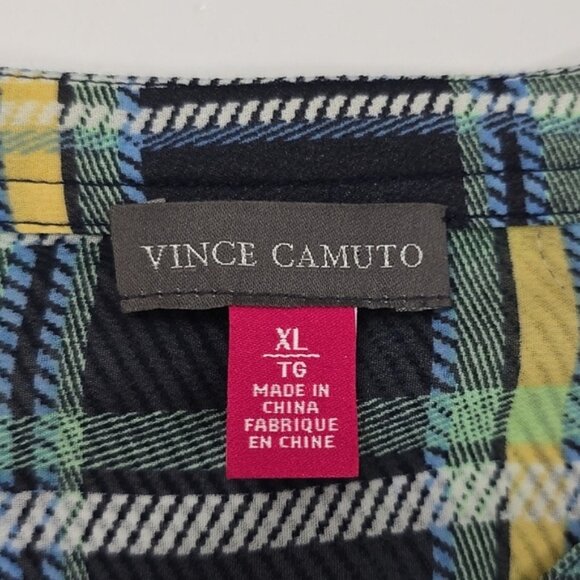 VINCE CAMUTO
XL
TG
MADE IN
CHINA
FABRIQUE
EN CHINE